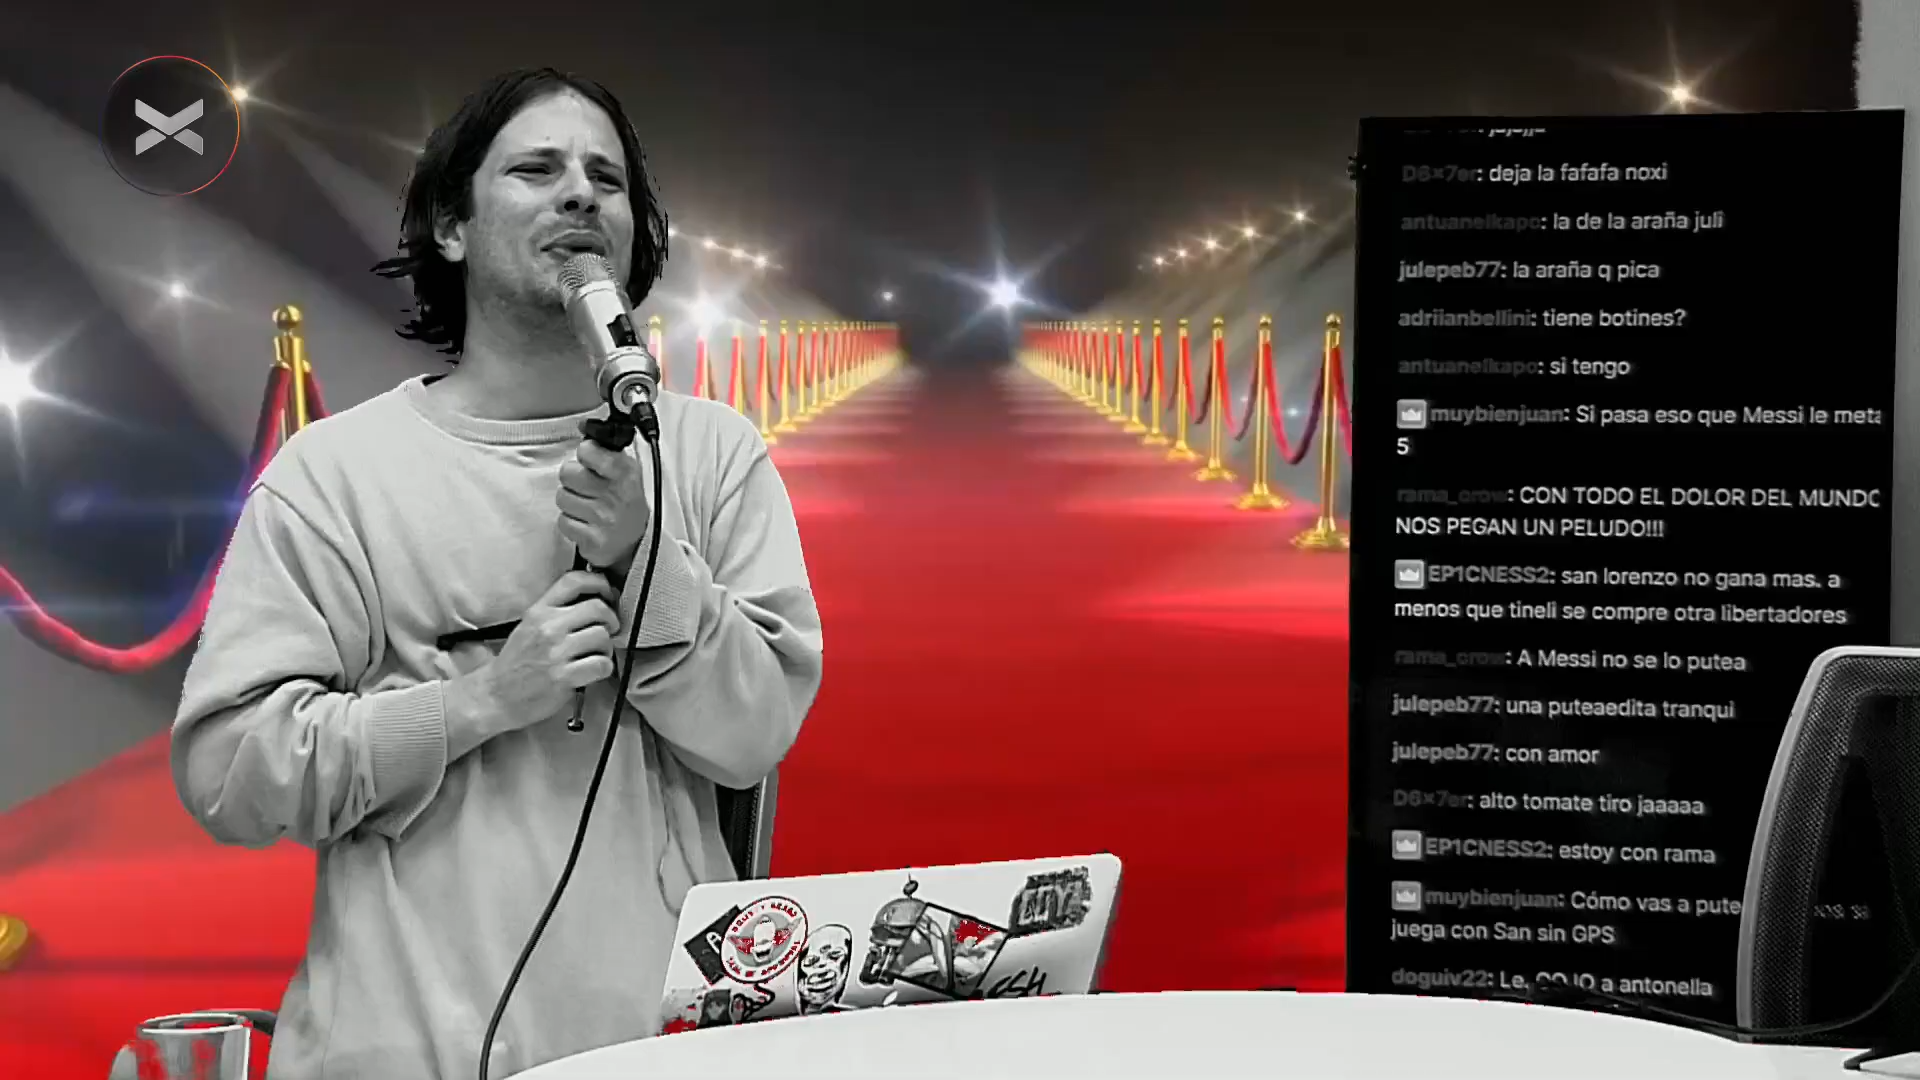 D6x7er: deja la fafafa noxi
antuanelkapo: la de la araña juli
julepeb77: la araña q pica
adriianbellini: tiene botines?
antuanelkapo: si tengo
muybienjuan: Si pasa eso que Messi le meta
5
rama_crow: CON TODO EL DOLOR DEL MUNDO
NOS PEGAN UN PELUDO!!!
EP1CNESS2: san lorenzo no gana mas. a
menos que tineli se compre otra libertadores
rama_crow: A Messi no se lo putea
julepeb77: una puteaedita tranqui
julepeb77: con amor
D6x7er: alto tomate tiro jaaaaa
EP1CNESS2: estoy con rama
muybienjuan: Cómo vas a pute
juega con San sin GPS
doguiv22: Le, a antonella